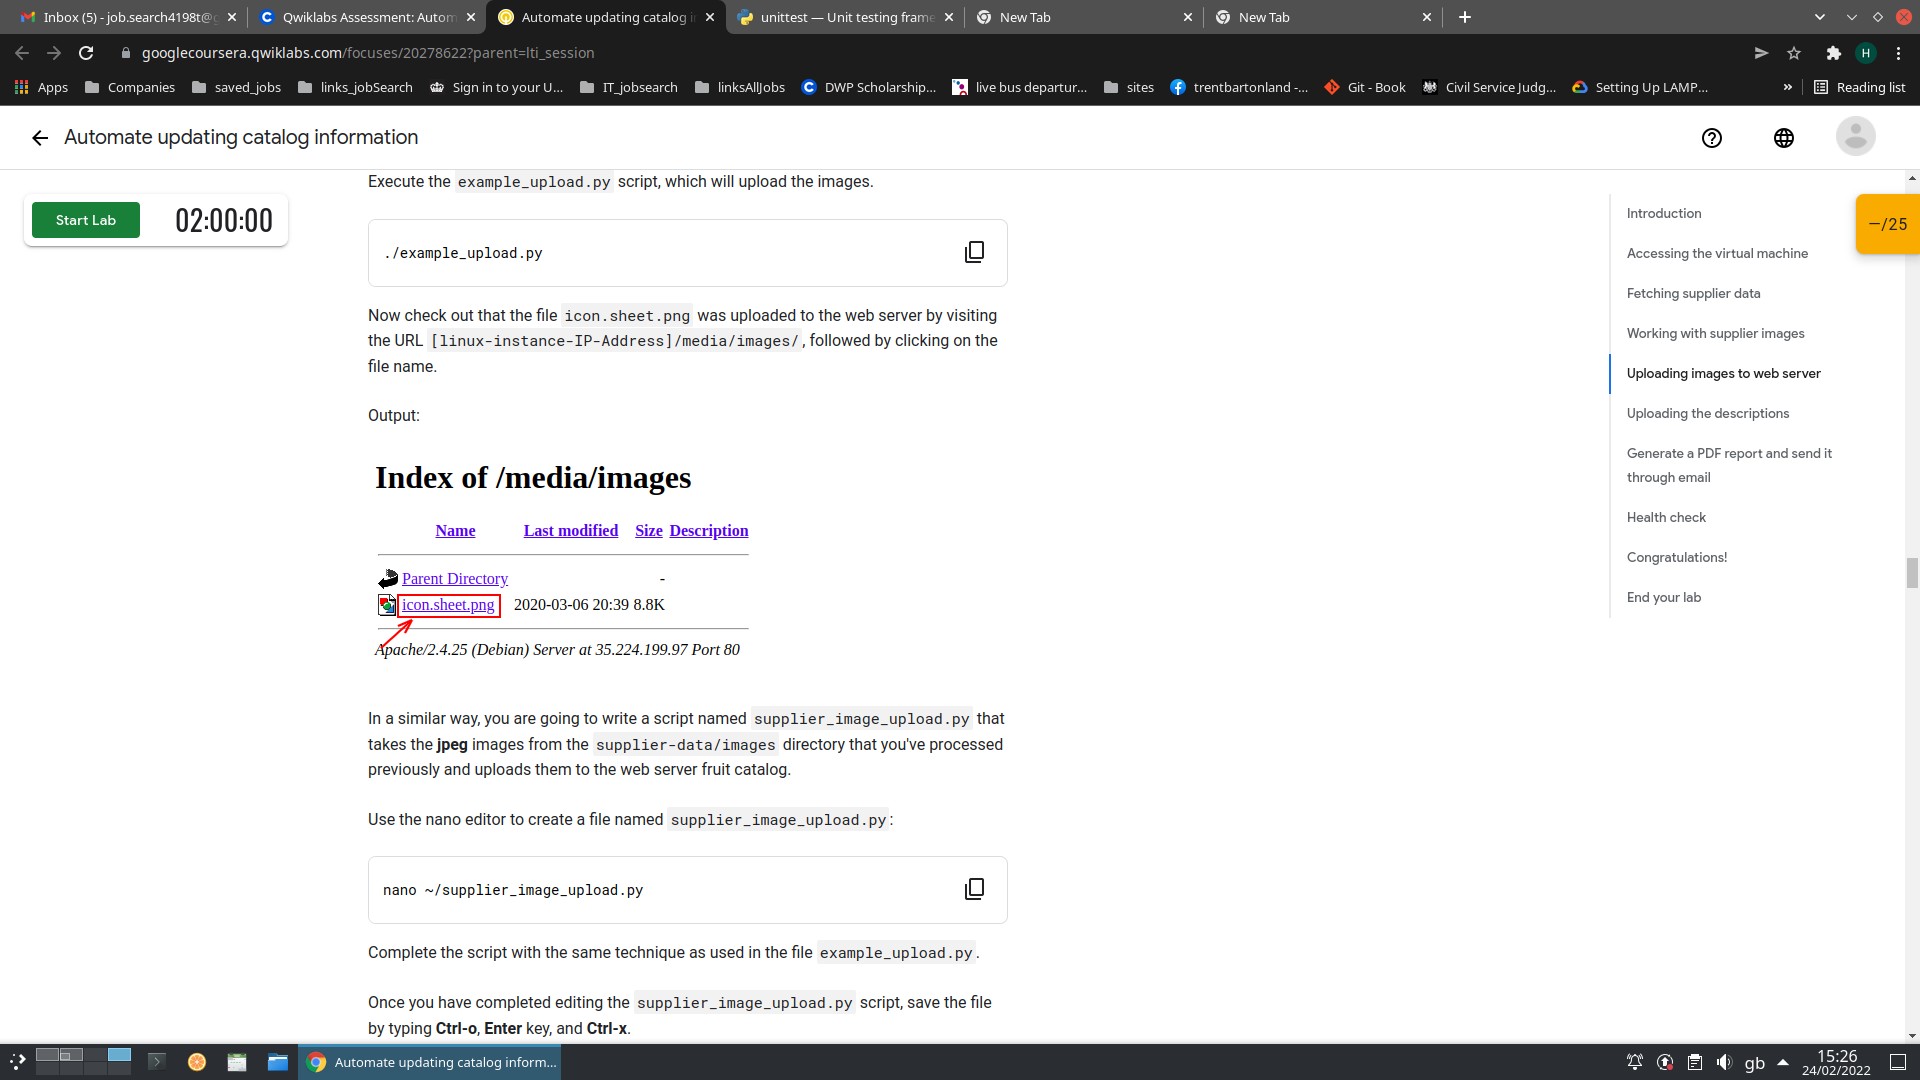 Inbox (5) - job.search4198t@g
Qwiklabs Assessment: Autom
Automate updating catalog i
unittest — Unit testing frame
New Tab
New Tab
googlecoursera.qwiklabs.com/focuses/20278622?parent=lti_session
H
Apps
Companies
saved_jobs
links_jobSearch
Sign in to your U...
IT_jobsearch
linksAllJobs
DWP Scholarship...
live bus departur...
sites
trentbartonland -...
Git - Book
Civil Service Judg...
Setting Up LAMP...
»
Reading list
Automate updating catalog information
Start Lab
02:00:00
Execute the example_upload.py script, which will upload the images.
./example_upload.py
Now check out that the file icon.sheet.png was uploaded to the web server by visiting
the URL [linux-instance-IP-Address]/media/images/, followed by clicking on the
file name.
Output:
Index of /media/images
Name Last modified Size Description
Parent Directory -
icon.sheet.png 2020-03-06 20:39 8.8K
Apache/2.4.25 (Debian) Server at 35.224.199.97 Port 80
In a similar way, you are going to write a script named supplier_image_upload.py that
takes the jpeg images from the supplier-data/images directory that you've processed
previously and uploads them to the web server fruit catalog.
Use the nano editor to create a file named supplier_image_upload.py:
nano ~/supplier_image_upload.py
Complete the script with the same technique as used in the file example_upload.py.
Once you have completed editing the supplier_image_upload.py script, save the file
by typing Ctrl-o, Enter key, and Ctrl-x.
Introduction
Accessing the virtual machine
Fetching supplier data
Working with supplier images
Uploading images to web server
Uploading the descriptions
Generate a PDF report and send it
through email
Health check
Congratulations!
End your lab
—/25
Automate updating catalog inform...
gb
15:26
24/02/2022